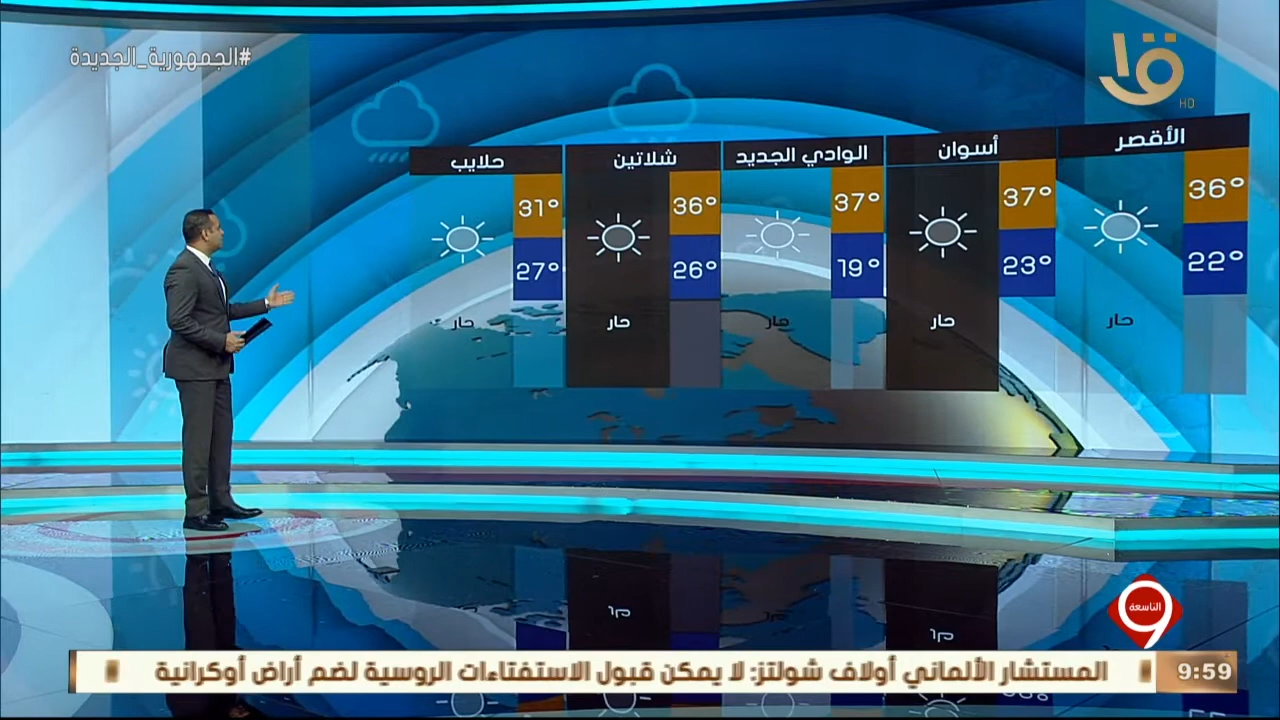 #الجمهورية_الجديدة
HD
الأقصر
36°
22°
حار
أسوان
37°
23°
حار
الوادي الجديد
37°
19°
حار
شلاتين
36°
26°
حار
حلايب
31°
27°
حار
التاسعة
9
9:59
المستشار الألماني أولاف شولتز: لا يمكن قبول الاستفتاءات الروسية لضم أراض أوكرانية